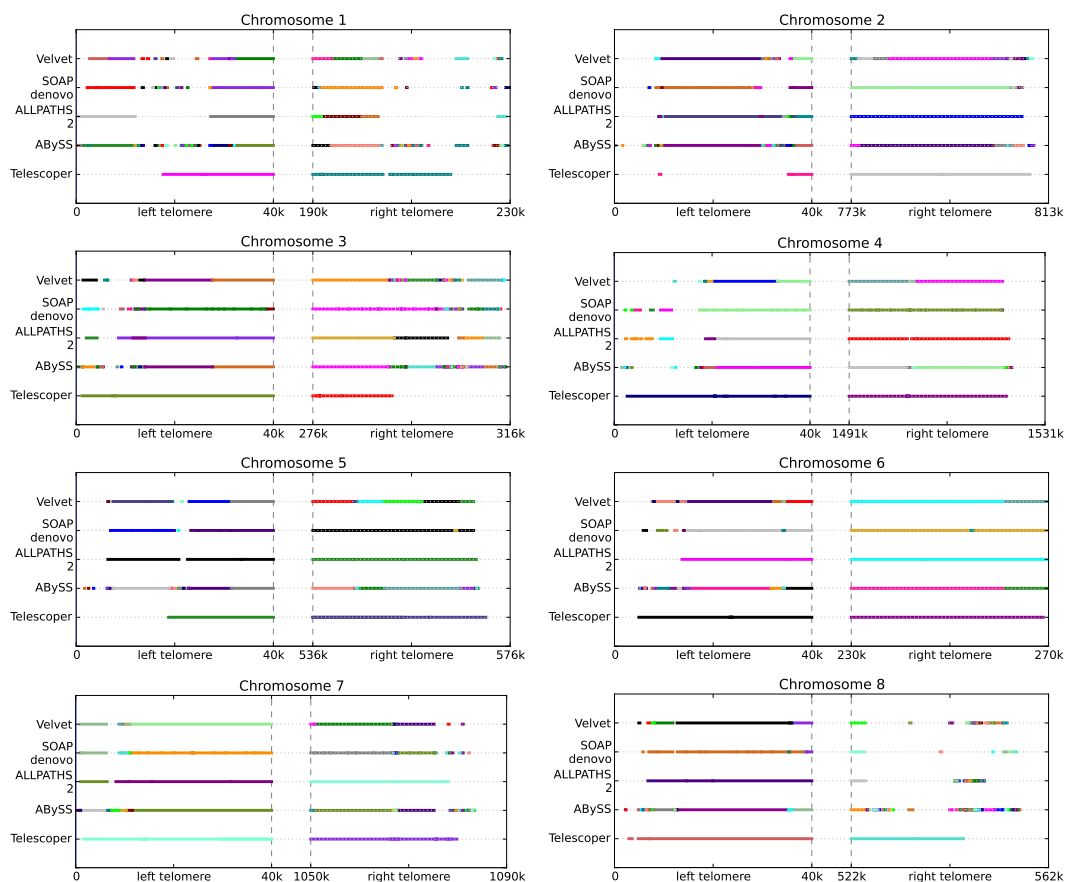 Chromosome 1
Velvet
SOAP
denovo
ALLPATHS
2
ABySS
Telescoper
0 left telomere 40k 190k right telomere 230k
Chromosome 2
Velvet
SOAP
denovo
ALLPATHS
2
ABySS
Telescoper
0 left telomere 40k 773k right telomere 813k
Chromosome 3
Velvet
SOAP
denovo
ALLPATHS
2
ABySS
Telescoper
0 left telomere 40k 276k right telomere 316k
Chromosome 4
Velvet
SOAP
denovo
ALLPATHS
2
ABySS
Telescoper
0 left telomere 40k 1491k right telomere 1531k
Chromosome 5
Velvet
SOAP
denovo
ALLPATHS
2
ABySS
Telescoper
0 left telomere 40k 536k right telomere 576k
Chromosome 6
Velvet
SOAP
denovo
ALLPATHS
2
ABySS
Telescoper
0 left telomere 40k 230k right telomere 270k
Chromosome 7
Velvet
SOAP
denovo
ALLPATHS
2
ABySS
Telescoper
0 left telomere 40k 1050k right telomere 1090k
Chromosome 8
Velvet
SOAP
denovo
ALLPATHS
2
ABySS
Telescoper
0 left telomere 40k 522k right telomere 562k